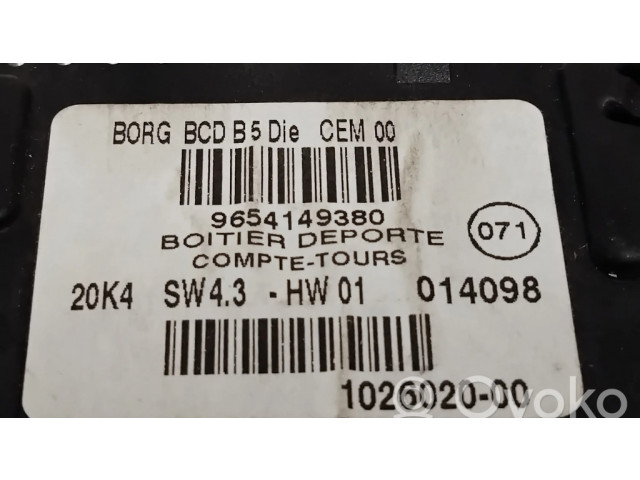 BORG BCD B5 Die CEM 00
9654149380
BOITIER DEPORTE
COMPTE-TOURS
071
20K4 SW4.3 - HW 01 014098
1026020-00
Ovoko